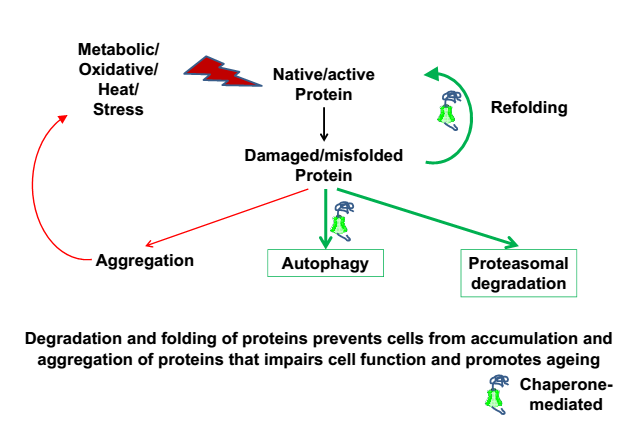 Metabolic/
Oxidative/
Heat/
Stress
Native/active
Protein
Refolding
Damaged/misfolded
Protein
Aggregation
Autophagy
Proteasomal
degradation
Degradation and folding of proteins prevents cells from accumulation and
aggregation of proteins that impairs cell function and promotes ageing
Chaperone-
mediated